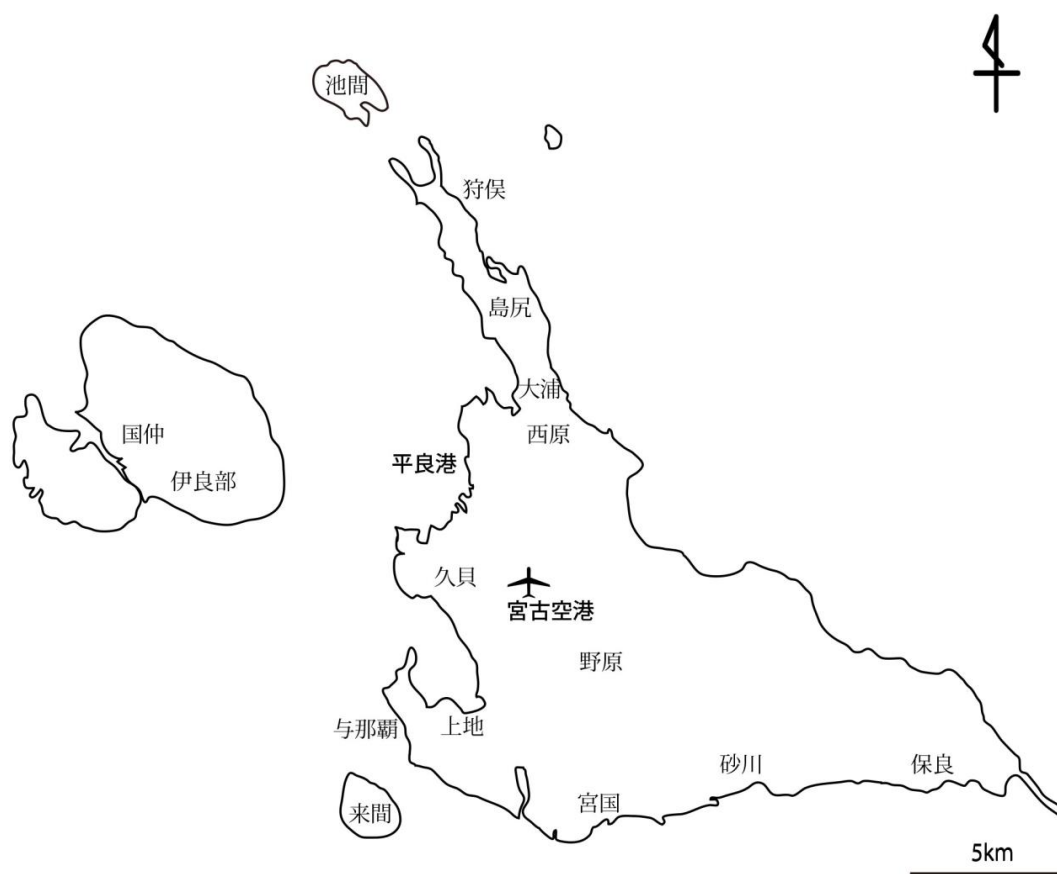 池間
狩俣
島尻
大浦
国仲
西原
平良港
伊良部
久貝
宮古空港
野原
与那覇
上地
砂川
保良
来間
宮国
5km